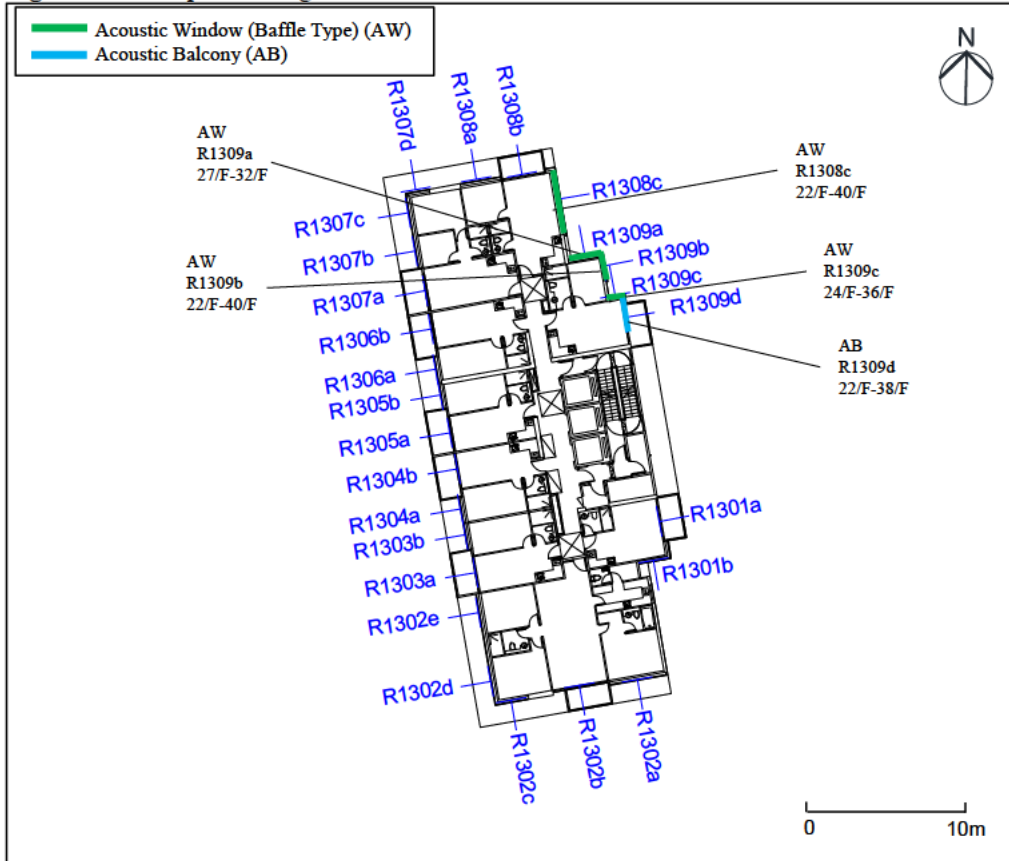 Acoustic Window (Baffle Type) (AW)
Acoustic Balcony (AB)
N
AW
R1309a
27/F-32/F
AW
R1308c
22/F-40/F
AW
R1309b
22/F-40/F
AW
R1309c
24/F-36/F
AB
R1309d
22/F-38/F
R1307d
R1308a
R1308b
R1308c
R1307c
R1309a
R1309b
R1307b
R1309c
R1307a
R1309d
R1306b
R1306a
R1305b
R1305a
R1304b
R1304a
R1303b
R1303a
R1302e
R1302d
R1301a
R1301b
R1302c
R1302b
R1302a
0
10m